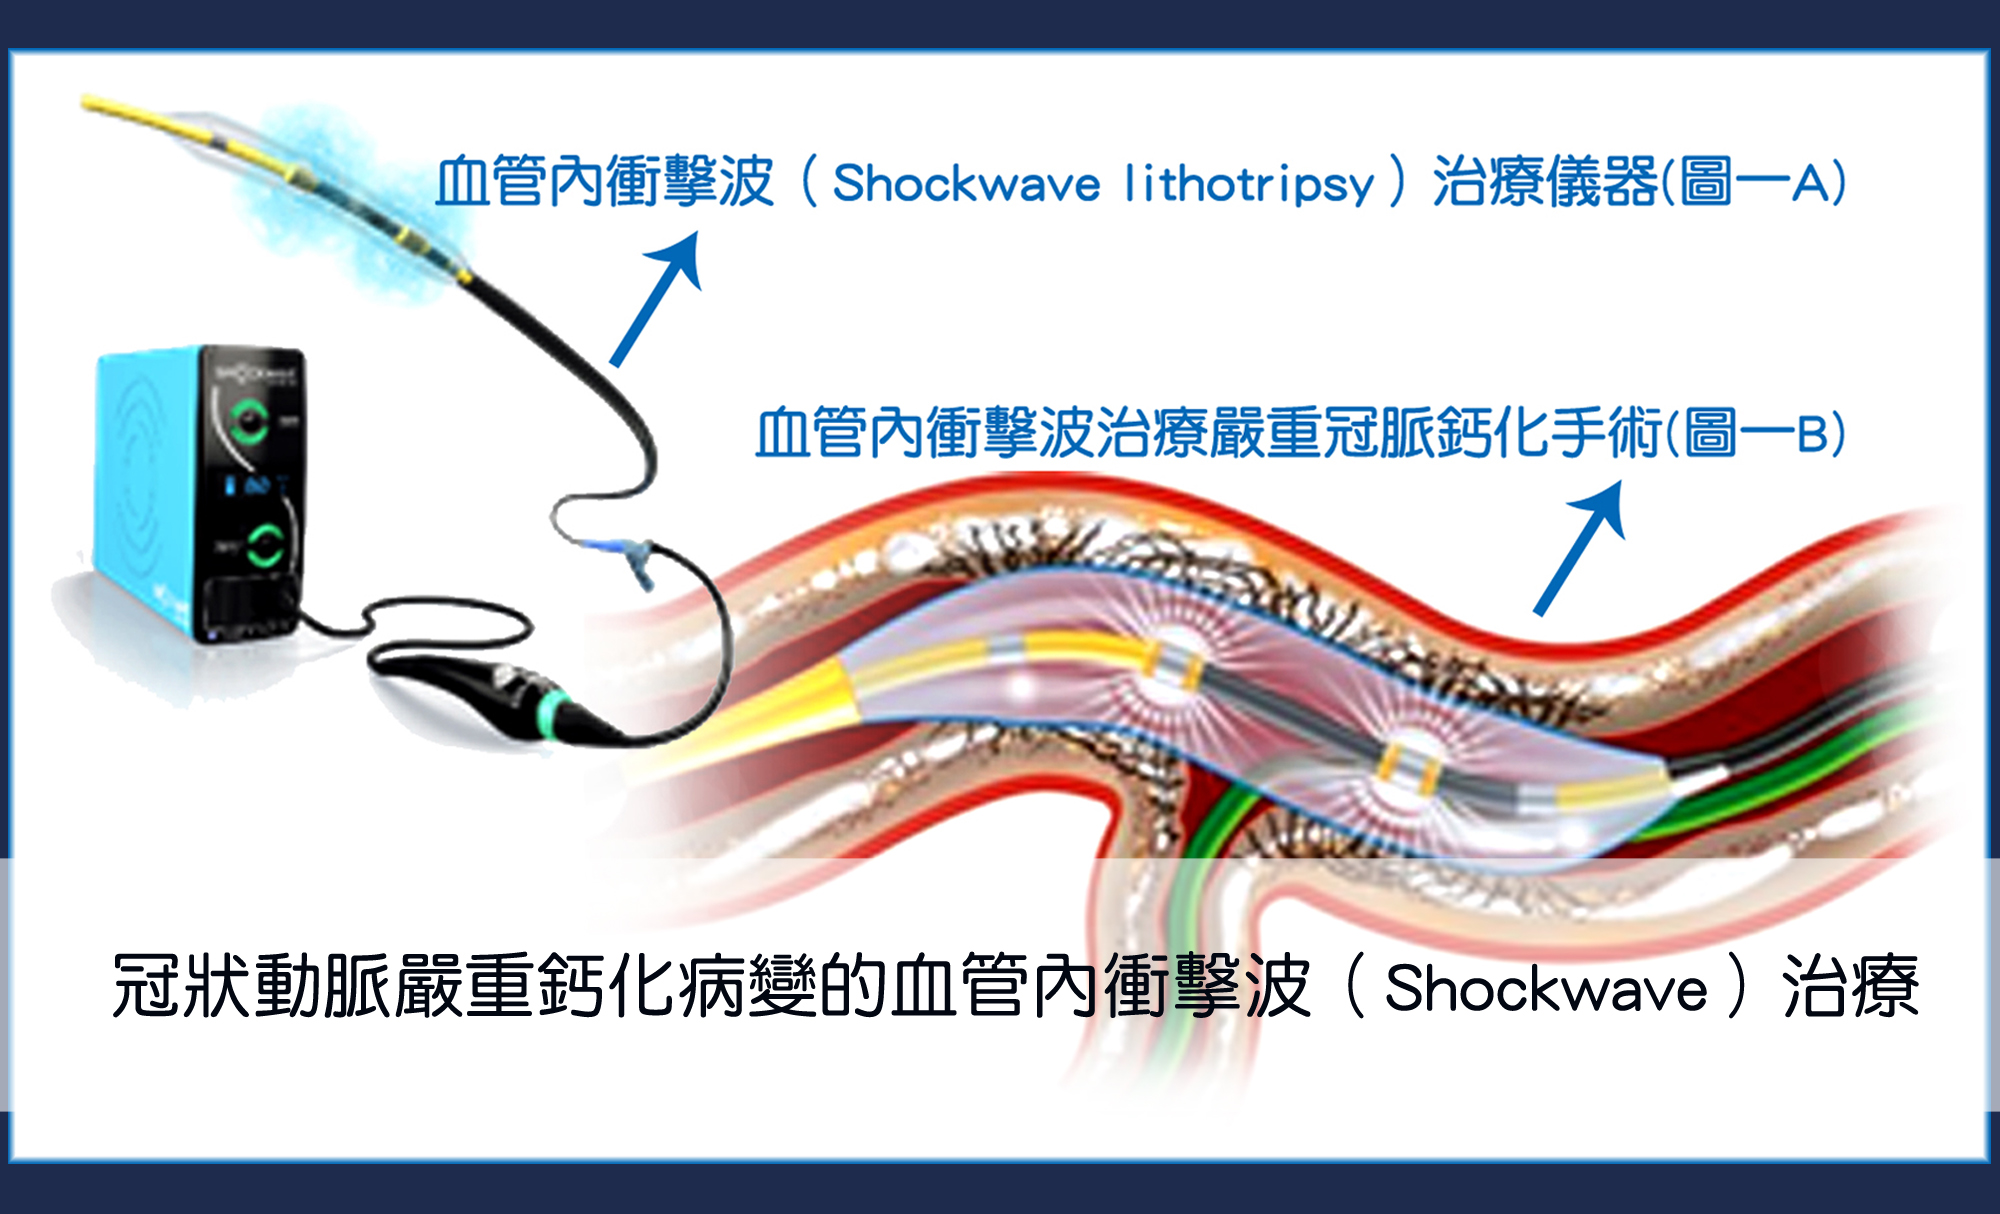 血管內衝擊波（Shockwave lithotripsy）治療儀器(圖一A)
血管內衝擊波治療嚴重冠脈鈣化手術(圖一B)
SHOCKWAVE
冠狀動脈嚴重鈣化病變的血管內衝擊波（Shockwave）治療